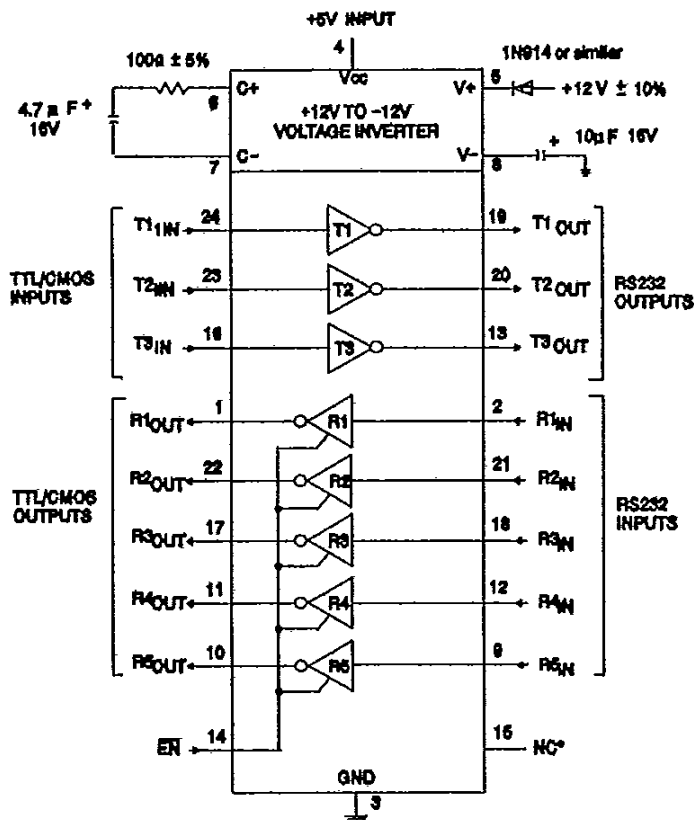 +5V INPUT
4
100Ω ± 5%
1N914 or similar
6
C+
Vcc
V+
5
+12V ± 10%
4.7 µF +
16V
+12V TO -12V
VOLTAGE INVERTER
7
C-
V-
8
+
10µF 16V
TTL/CMOS
INPUTS
T1IN
24
T1
19
T1OUT
T2IN
23
T2
20
T2OUT
T3IN
16
T3
13
T3OUT
RS232
OUTPUTS
TTL/CMOS
OUTPUTS
R1OUT
1
R1
2
R1IN
R2OUT
22
R2
21
R2IN
R3OUT
17
R3
18
R3IN
R4OUT
11
R4
12
R4IN
R5OUT
10
R5
9
R5IN
RS232
INPUTS
EN
14
15
NC*
GND
3